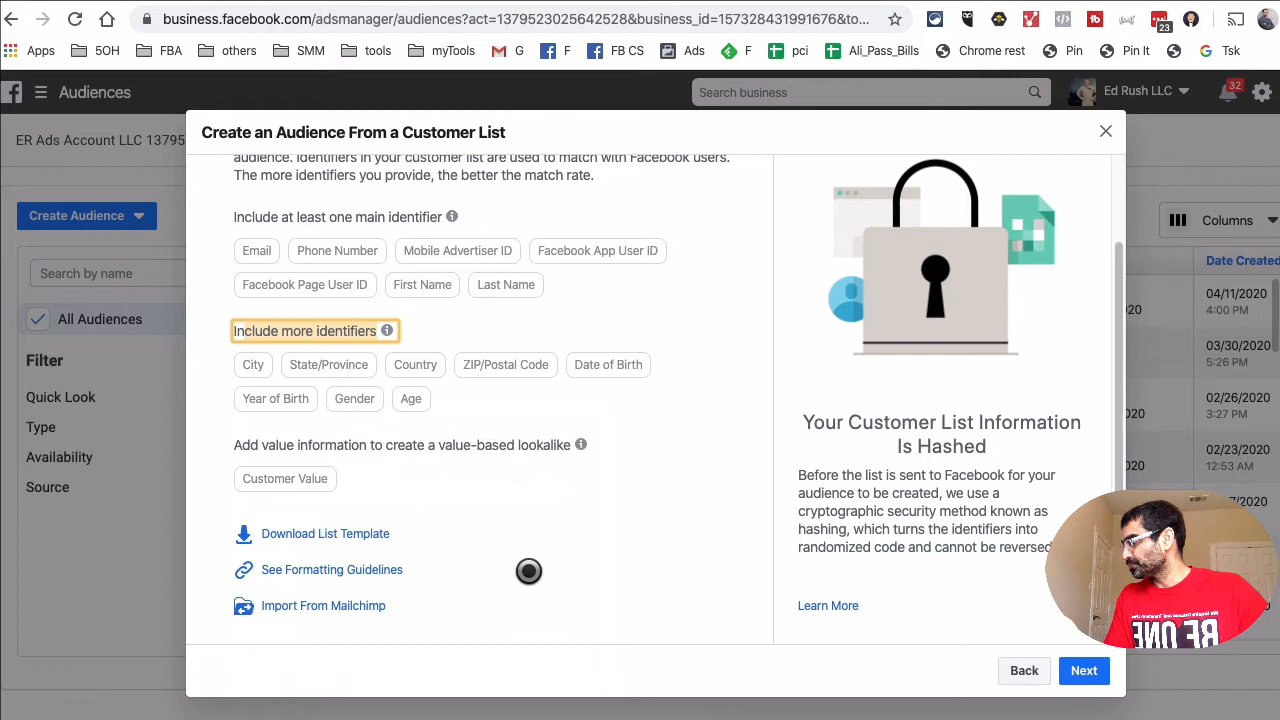 business.facebook.com/adsmanager/audiences?act=1379523025642528&business_id=157328431991676&to...
23
Apps 5OH FBA others SMM tools myTools G F FB CS Ads F pci Ali_Pass_Bills Chrome rest Pin Pin It Tsk
Audiences
Search business
Ed Rush LLC
32
ER Ads Account LLC 13795
Create Audience
Columns
Search by name
Date Created
All Audiences
Filter
Quick Look
Type
Availability
Source
Create an Audience From a Customer List
audience. Identifiers in your customer list are used to match with Facebook users.
The more identifiers you provide, the better the match rate.
Include at least one main identifier
Email Phone Number Mobile Advertiser ID Facebook App User ID
Facebook Page User ID First Name Last Name
Include more identifiers
City State/Province Country ZIP/Postal Code Date of Birth
Year of Birth Gender Age
Add value information to create a value-based lookalike
Customer Value
Download List Template
See Formatting Guidelines
Import From Mailchimp
Your Customer List Information
Is Hashed
Before the list is sent to Facebook for your
audience to be created, we use a
cryptographic security method known as
hashing, which turns the identifiers into
randomized code and cannot be reversed
Learn More
Back Next
020 04/11/2020
4:00 PM
03/30/2020
5:26 PM
020 02/26/2020
3:27 PM
020 02/23/2020
12:53 AM
020
BE ONE